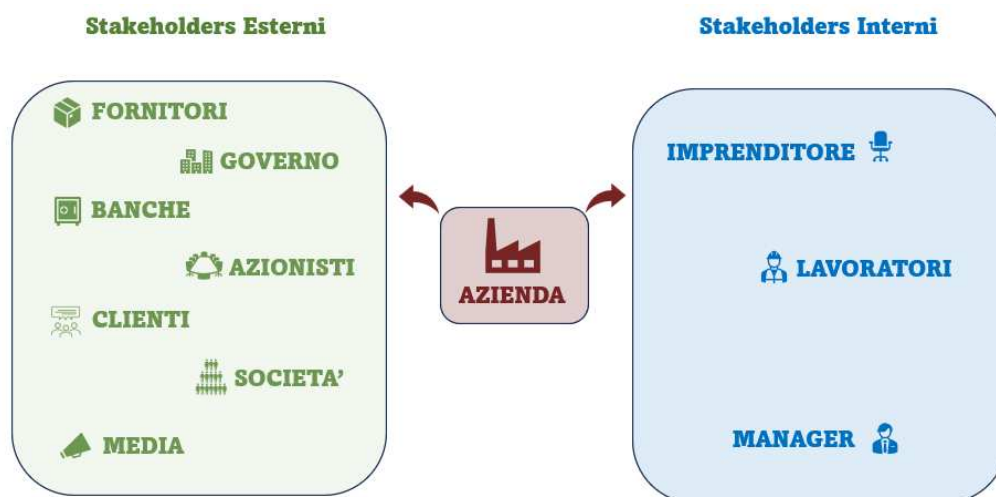 Stakeholders Esterni
Stakeholders Interni
FORNITORI
GOVERNO
BANCHE
AZIONISTI
CLIENTI
SOCIETA’
MEDIA
AZIENDA
IMPRENDITORE
LAVORATORI
MANAGER